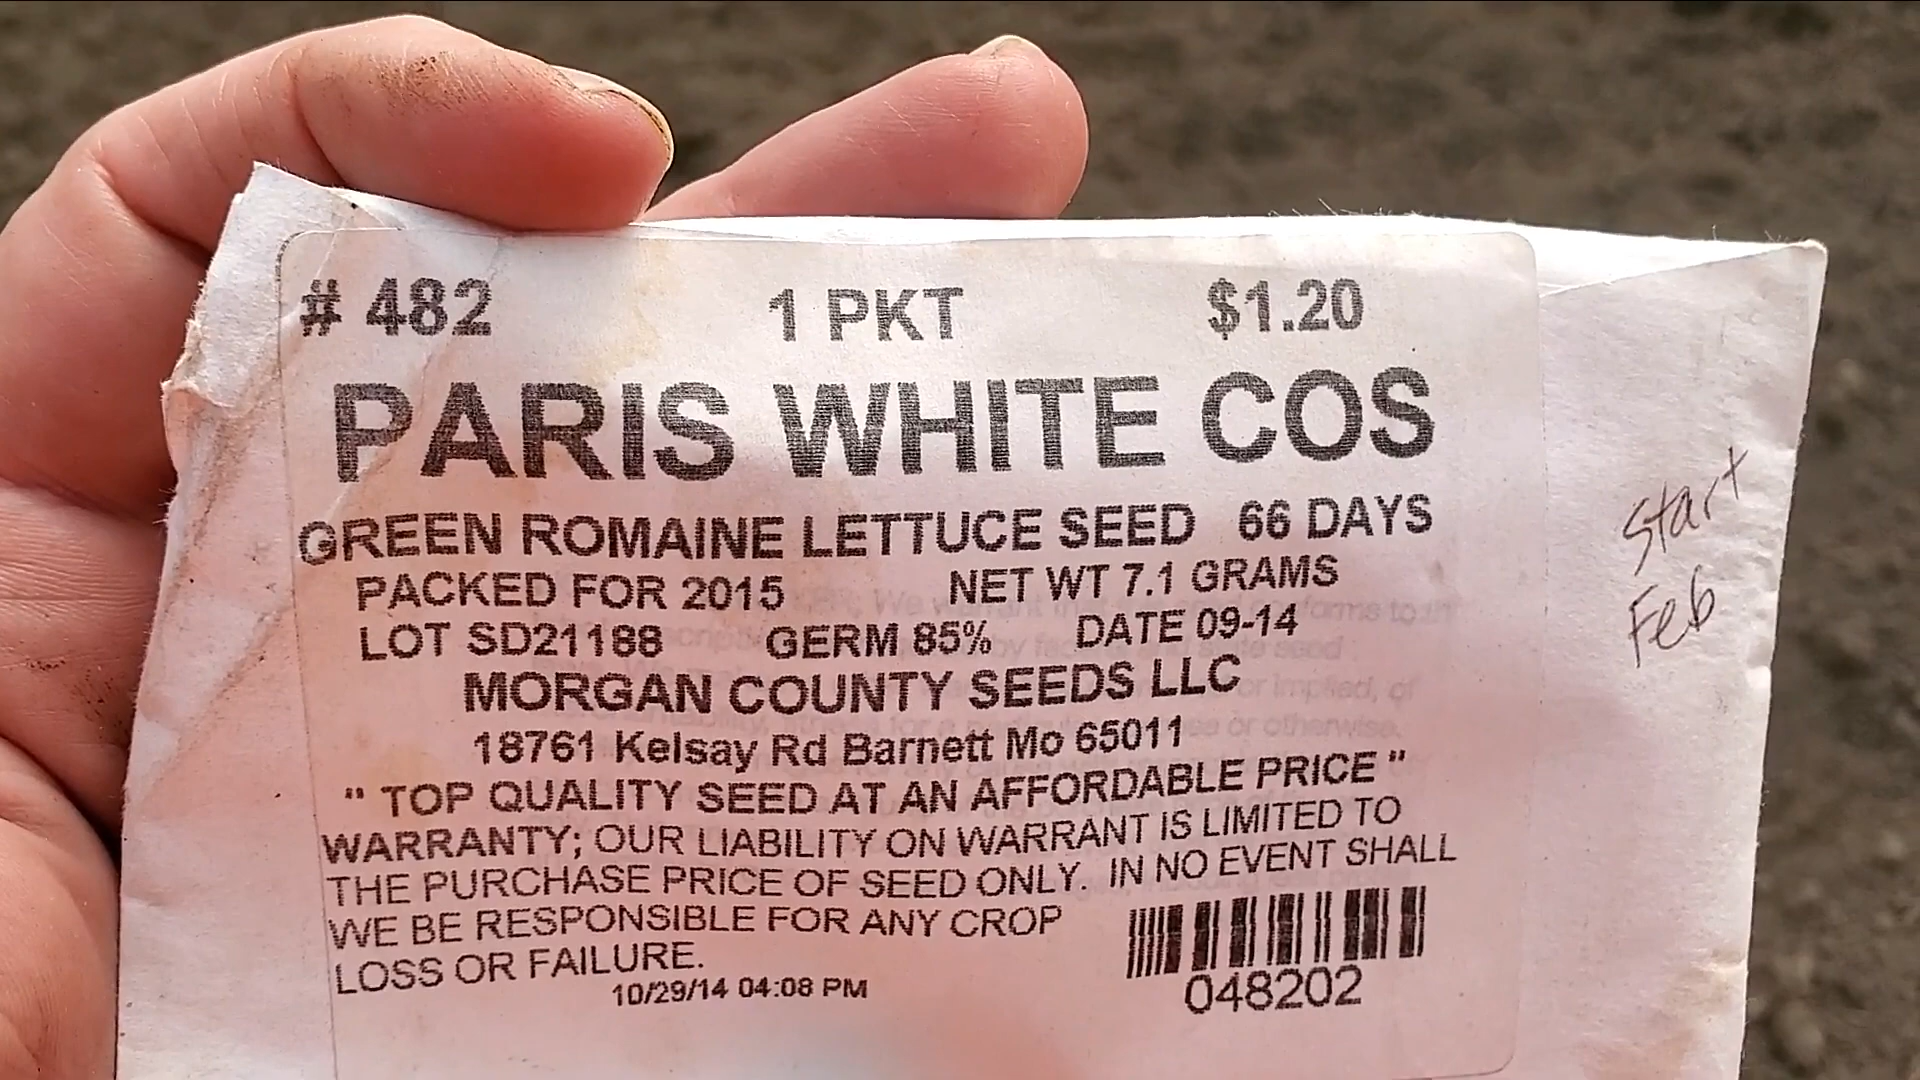 # 482 1 PKT $1.20
PARIS WHITE COS
GREEN ROMAINE LETTUCE SEED 66 DAYS
PACKED FOR 2015 NET WT 7.1 GRAMS
LOT SD21188 GERM 85% DATE 09-14
MORGAN COUNTY SEEDS LLC
18761 Kelsay Rd Barnett Mo 65011
" TOP QUALITY SEED AT AN AFFORDABLE PRICE "
WARRANTY; OUR LIABILITY ON WARRANT IS LIMITED TO
THE PURCHASE PRICE OF SEED ONLY. IN NO EVENT SHALL
WE BE RESPONSIBLE FOR ANY CROP
LOSS OR FAILURE.
10/29/14 04:08 PM
048202
Start
Feb